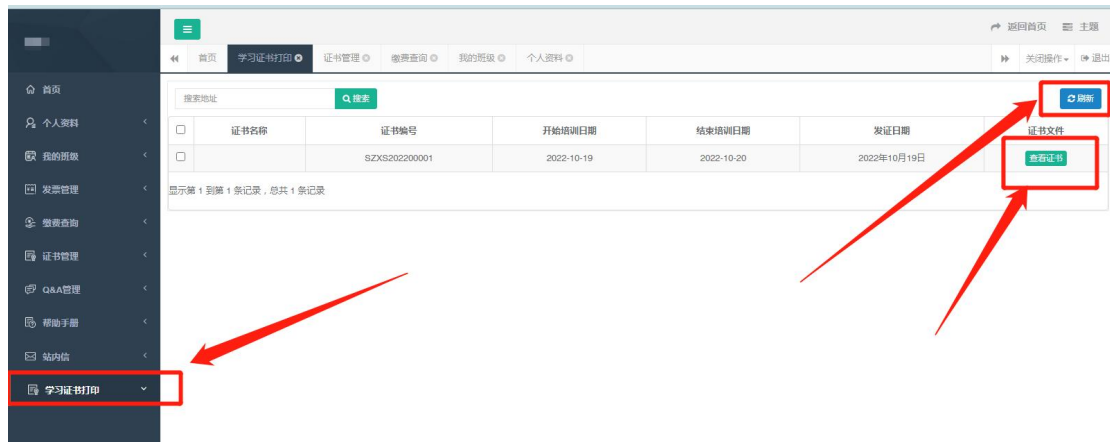 返回首页 主题
首页 学习证书打印 证书管理 缴费查询 我的班级 个人资料 关闭操作 退出
首页
个人资料
我的班级
发票管理
缴费查询
证书管理
Q&A管理
帮助手册
站内信
学习证书打印
搜索地址 搜索 刷新
证书名称 证书编号 开始培训日期 结束培训日期 发证日期 证书文件
SZXS202200001 2022-10-19 2022-10-20 2022年10月19日 查看证书
显示第 1 到第 1 条记录，总共 1 条记录